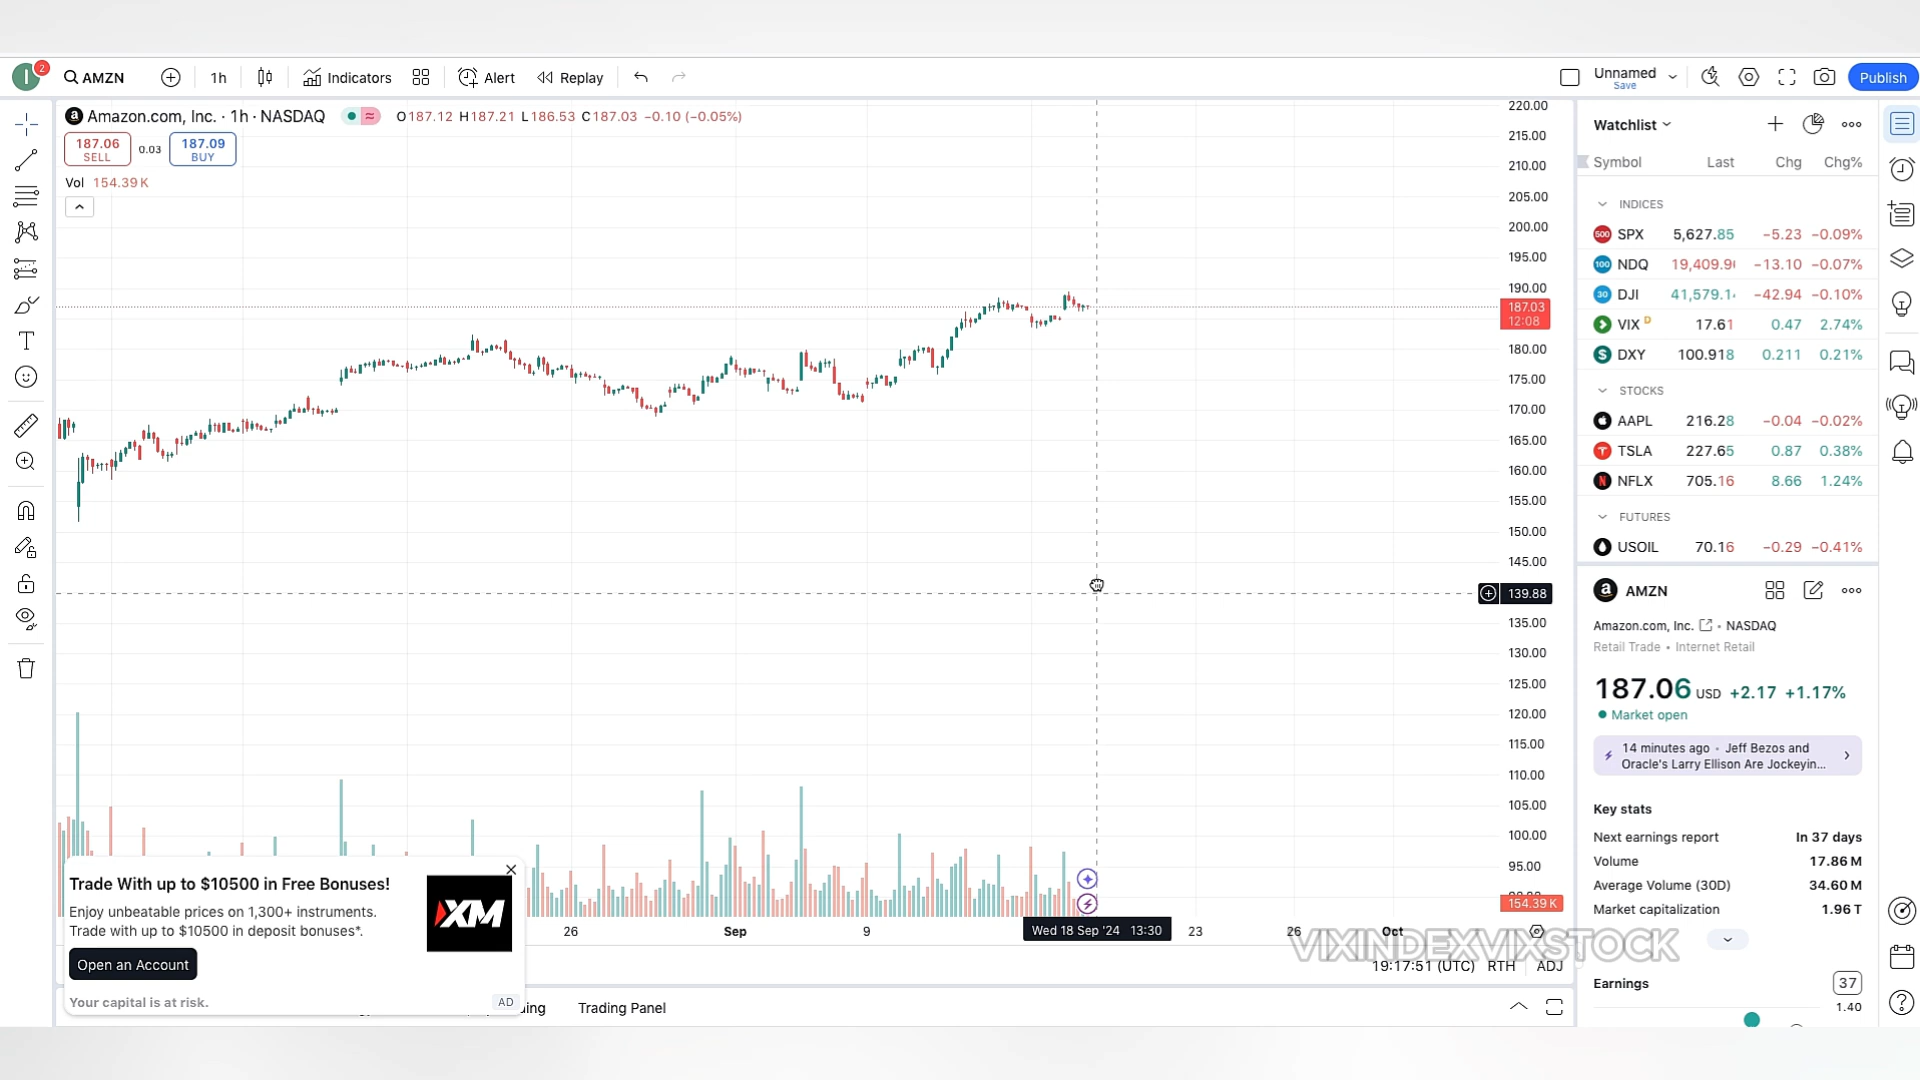 I 2 AMZN 1h Indicators Alert Replay Unnamed Save Publish
Amazon.com, Inc. · 1h · NASDAQ O187.12 H187.21 L186.53 C187.03 −0.10 (−0.05%)
187.06 SELL 0.03 187.09 BUY
Vol 154.39 K
220.00
215.00
210.00
205.00
200.00
195.00
190.00
187.03
12:08
180.00
175.00
170.00
165.00
160.00
155.00
150.00
145.00
139.88
135.00
130.00
125.00
120.00
115.00
110.00
105.00
100.00
95.00
154.39 K
26 Sep 9 Wed 18 Sep '24 13:30 23 26 Oct
19:17:51 (UTC) RTH ADJ
Trade With up to $10500 in Free Bonuses!
Enjoy unbeatable prices on 1,300+ instruments.
Trade with up to $10500 in deposit bonuses*.
XM
Open an Account
Your capital is at risk. AD
Trading Panel
VIXINDEXVIXSTOCK
Watchlist
Symbol Last Chg Chg%
INDICES
500 SPX 5,627.85 −5.23 −0.09%
100 NDQ 19,409.9 −13.10 −0.07%
30 DJI 41,579.1 −42.94 −0.10%
VIX D 17.61 0.47 2.74%
S DXY 100.918 0.211 0.21%
STOCKS
AAPL 216.28 −0.04 −0.02%
TSLA 227.65 0.87 0.38%
NFLX 705.16 8.66 1.24%
FUTURES
USOIL 70.16 −0.29 −0.41%
AMZN
Amazon.com, Inc. • NASDAQ
Retail Trade • Internet Retail
187.06 USD +2.17 +1.17%
Market open
14 minutes ago • Jeff Bezos and
Oracle's Larry Ellison Are Jockeyin...
Key stats
Next earnings report In 37 days
Volume 17.86 M
Average Volume (30D) 34.60 M
Market capitalization 1.96 T
Earnings 37
1.40